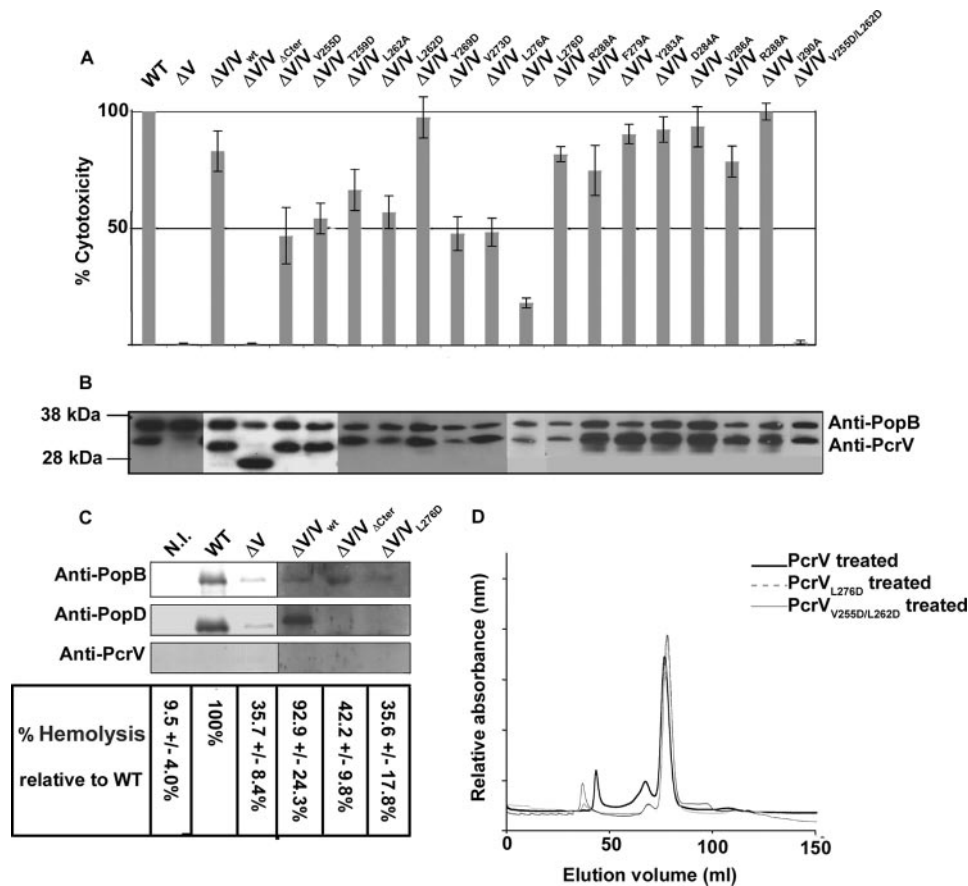 A
WT
ΔV
ΔV/V wt
ΔV/V ΔCter
ΔV/V V255D
ΔV/V T259D
ΔV/V L262A
ΔV/V L262D
ΔV/V Y269D
ΔV/V V273D
ΔV/V L276A
ΔV/V L276D
ΔV/V R288A
ΔV/V F279A
ΔV/V Y283A
ΔV/V D284A
ΔV/V V286A
ΔV/V R288A
ΔV/V I290A
ΔV/V V255D/L262D
100
50
% Cytotoxicity
B
38 kDa
28 kDa
Anti-PopB
Anti-PcrV
C
N.I.
WT
ΔV
ΔV/V wt
ΔV/V ΔCter
ΔV/V L276D
Anti-PopB
Anti-PopD
Anti-PcrV
% Hemolysis
relative to WT
9.5 +/- 4.0%
100%
35.7 +/- 8.4%
92.9 +/- 24.3%
42.2 +/- 9.8%
35.6 +/- 17.8%
D
PcrV treated
PcrV L276D treated
PcrV V255D/L262D treated
Relative absorbance (nm)
0
50
100
150
Elution volume (ml)